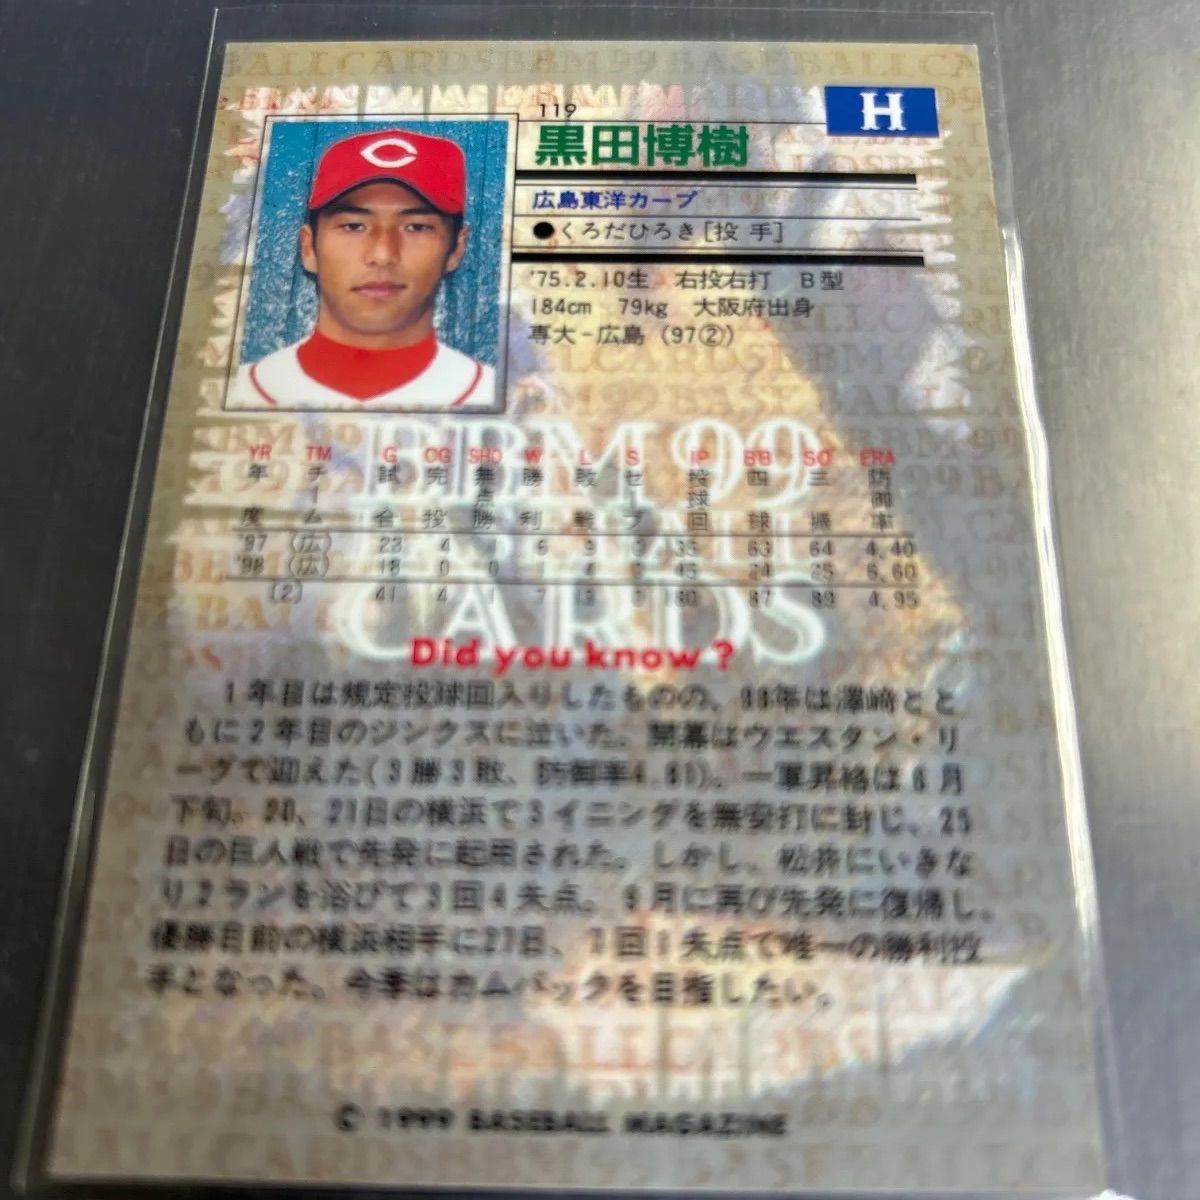 119
黒田博樹
H
C
広島東洋カープ
●くろだひろき[投手]
'75.2.10生 右投右打 B型
184cm 79kg 大阪府出身
専大-広島 (97②)
BBM 99
BASEBALL
CARDS
YR TM G CG SHO W L S IP BB SO ERA
年度 チーム 試合 完投 無点勝 勝利 敗戦 セーブ 投球回 四球 三振 防御率
'97 (広) 23 4 1 6 9 0 63 64 4.40
'98 (広) 18 0 0 1 4 0 45 24 25 6.60
(2) 41 4 1 7 13 0 180 87 89 4.95
Did you know?
1年目は規定投球回入りしたものの、98年は澤崎とと
もに2年目のジンクスに泣いた。開幕はウエスタン・リ
ーグで迎えた(3勝3敗、防御率4.61)。一軍昇格は6月
下旬。20、21日の横浜で3イニングを無安打に封じ、25
日の巨人戦で先発に起用された。しかし、松井にいきな
り2ランを浴びて3回4失点。9月に再び先発に復帰し、
優勝目前の横浜相手に27日、7回1失点で唯一の勝利投
手となった。今季はカムバックを目指したい。
© 1999 BASEBALL MAGAZINE